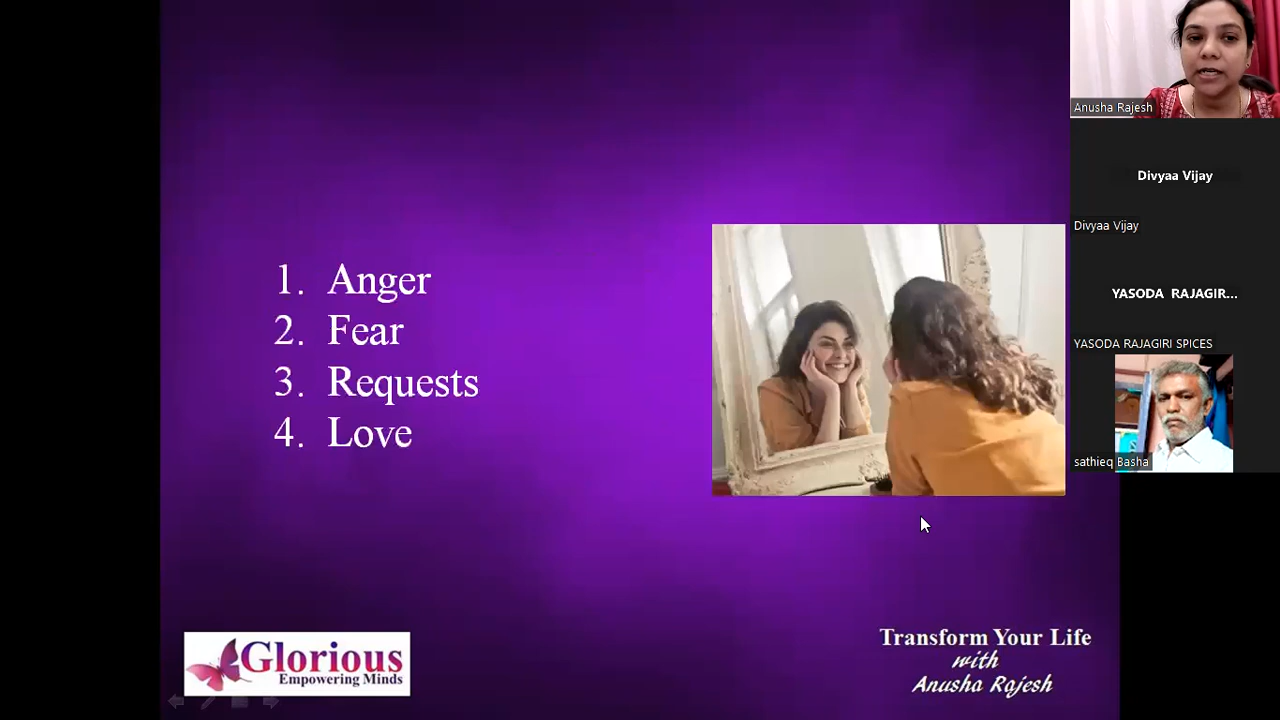 1. Anger
2. Fear
3. Requests
4. Love
Glorious
Empowering Minds
Transform Your Life
with
Anusha Rajesh
Anusha Rajesh
Divyaa Vijay
Divyaa Vijay
YASODA RAJAGIR...
YASODA RAJAGIRI SPICES
sathieq Basha